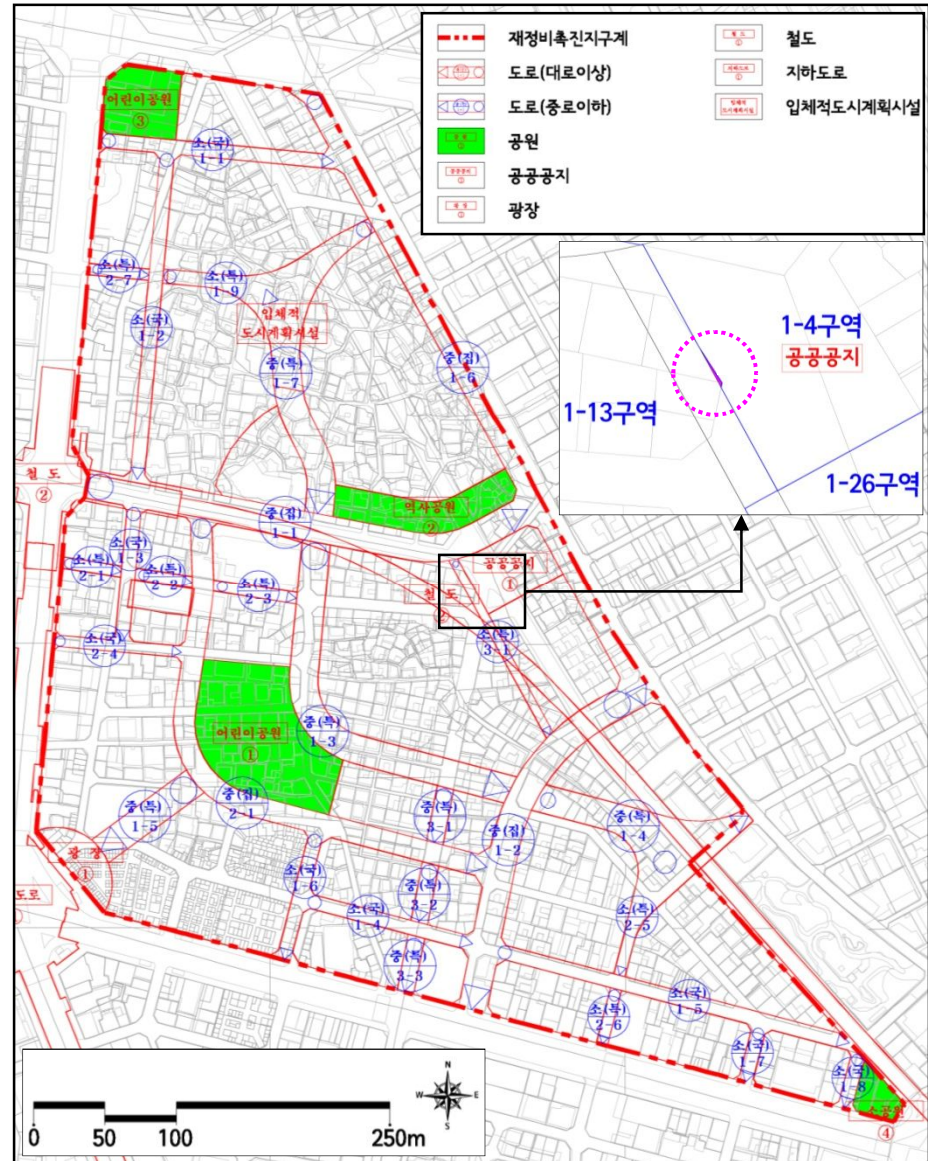 재정비촉진지구계
도로(대로이상)
도로(중로이하)
공원
공공공지
광장
철도
지하도로
입체적도시계획시설
어린이공원
③
소(국)
1-1
소(특)
2-7
소(특)
1-9
소(국)
1-2
입체적
도시계획시설
중(특)
1-7
중(집)
1-6
1-4구역
공공공지
1-13구역
1-26구역
철도
②
역사공원
②
중(집)
1-1
소(국)
1-3
소(특)
2-1
소(특)
2-2
소(특)
2-3
공공공지
①
철도
②
소(특)
3-1
소(국)
2-4
어린이공원
①
중(특)
1-3
중(집)
2-1
중(특)
1-5
중(특)
3-1
중(집)
1-2
중(특)
1-4
광장
①
도로
소(국)
1-6
중(특)
3-2
소(국)
1-4
소(특)
2-5
중(특)
3-3
소(국)
1-5
소(특)
2-6
소(국)
1-7
소(국)
1-8
소공원
④
N
W
E
S
0
50
100
250m